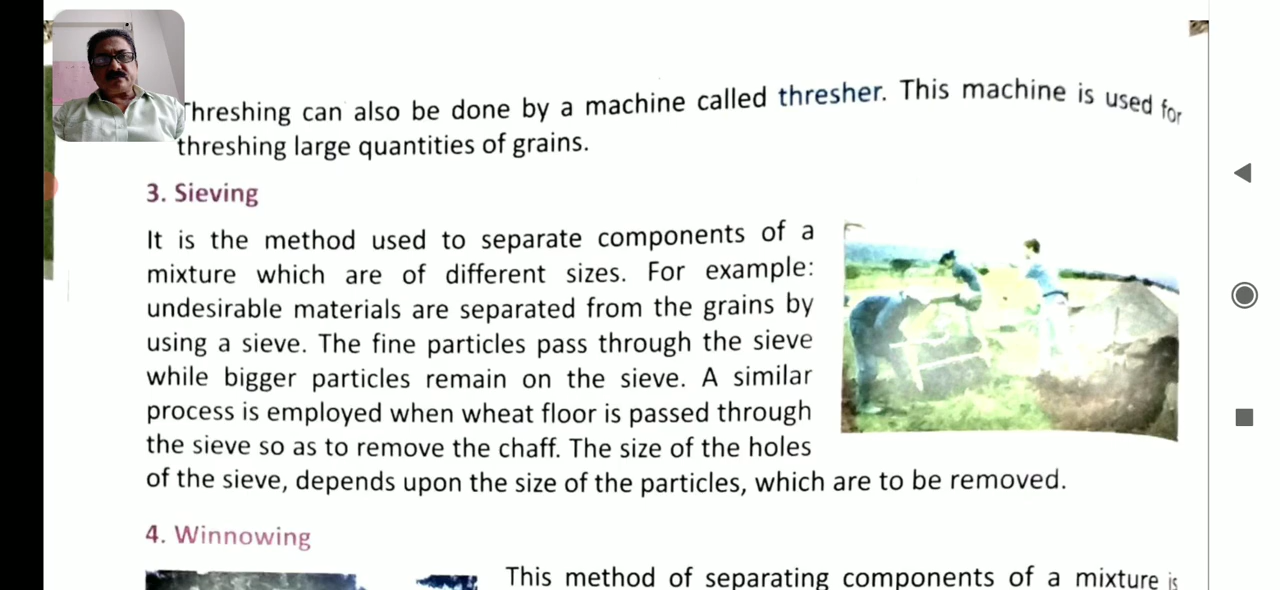 Threshing can also be done by a machine called thresher. This machine is used for
threshing large quantities of grains.
3. Sieving
It is the method used to separate components of a
mixture which are of different sizes. For example:
undesirable materials are separated from the grains by
using a sieve. The fine particles pass through the sieve
while bigger particles remain on the sieve. A similar
process is employed when wheat floor is passed through
the sieve so as to remove the chaff. The size of the holes
of the sieve, depends upon the size of the particles, which are to be removed.
4. Winnowing
This method of separating components of a mixture is